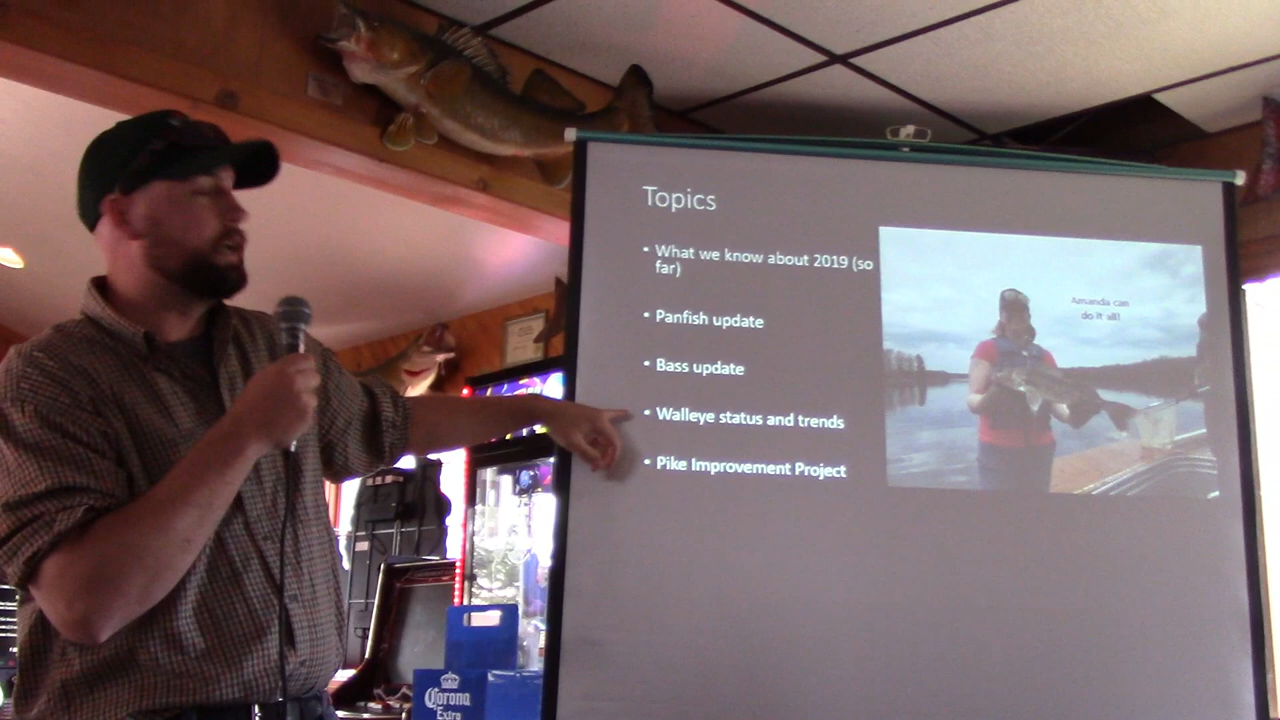 Topics
• What we know about 2019 (so
far)
• Panfish update
• Bass update
• Walleye status and trends
• Pike Improvement Project
Amanda can
do it all!
Corona
Extra